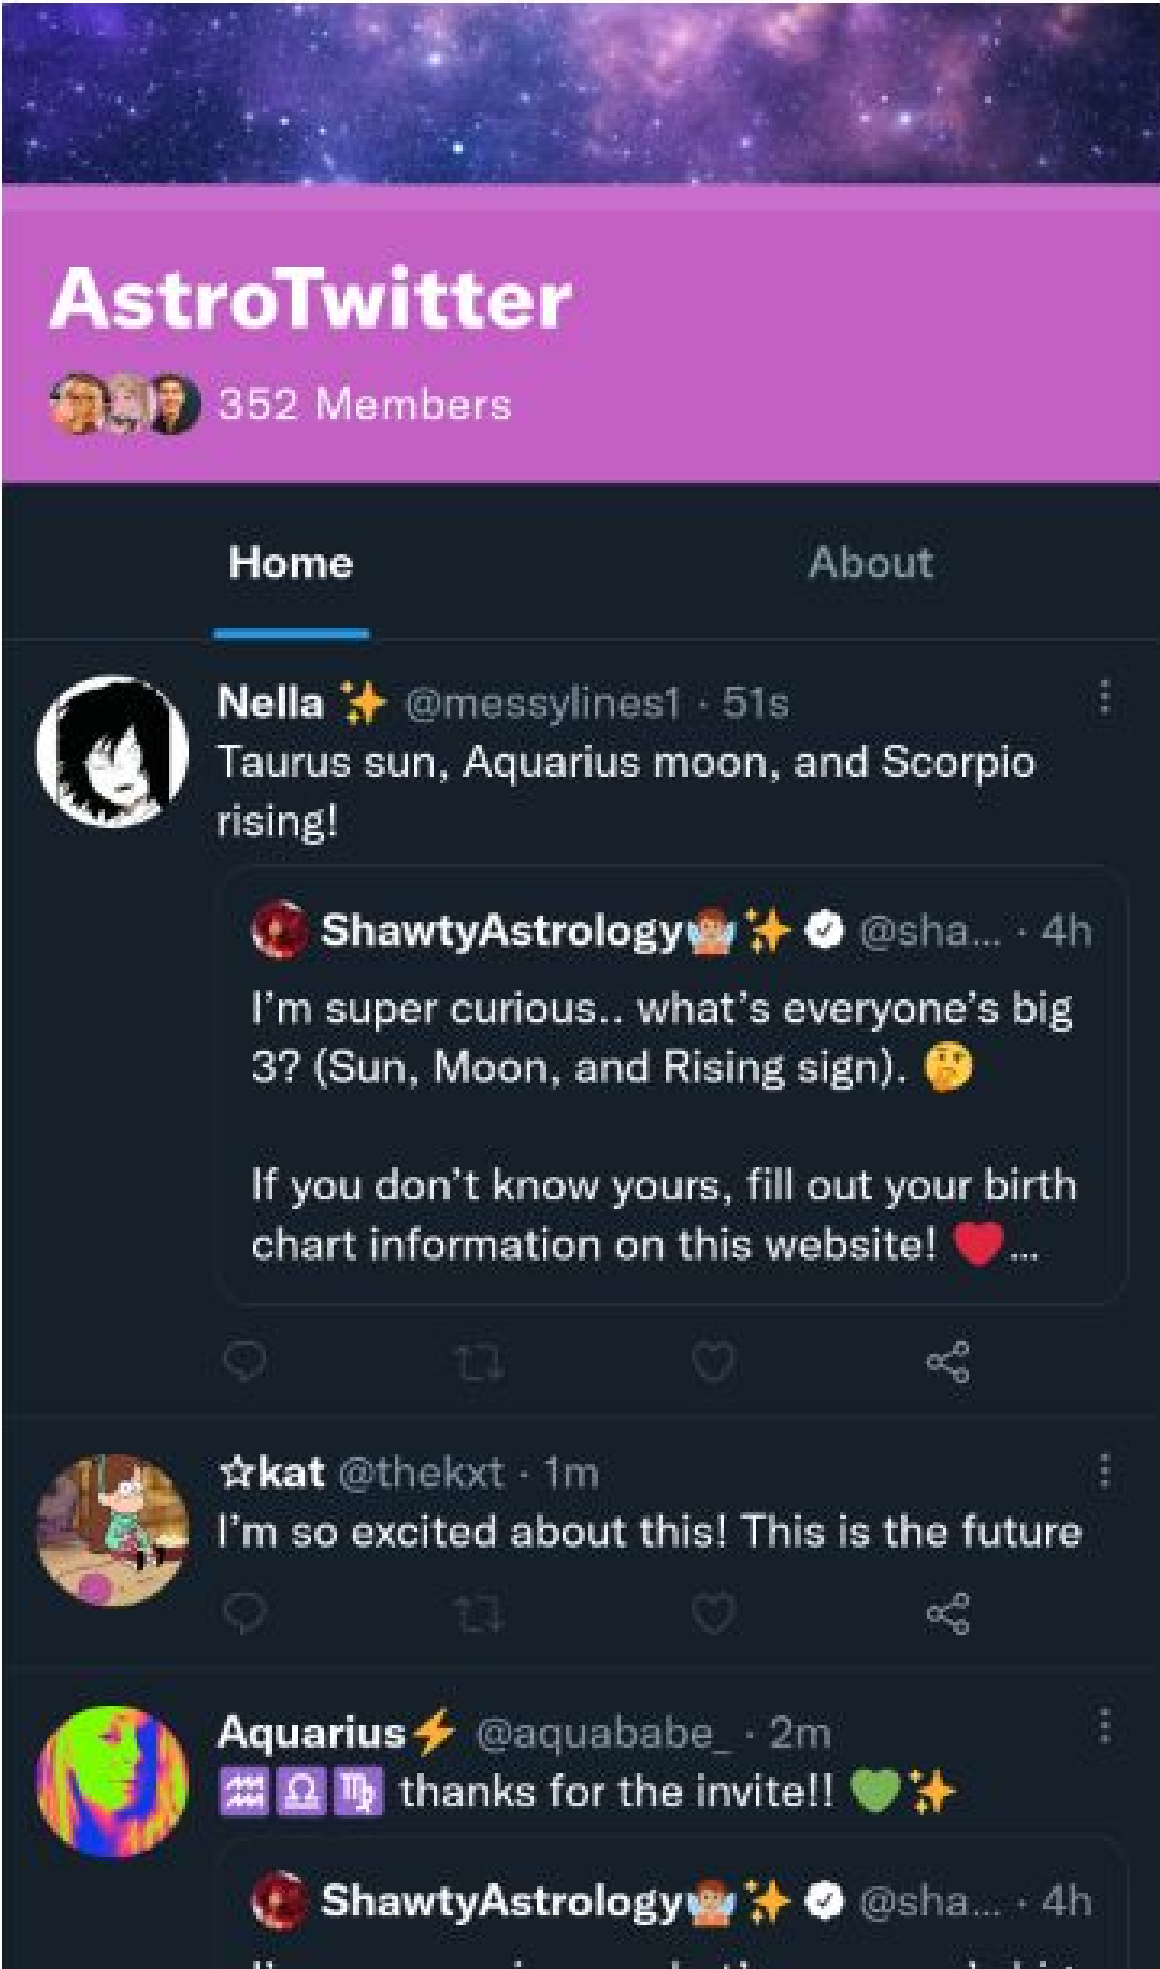 AstroTwitter
352 Members
Home
About
Nella ✨ @messylines1 · 51s
Taurus sun, Aquarius moon, and Scorpio
rising!
ShawtyAstrology ✨ @sha... · 4h
I'm super curious.. what's everyone's big
3? (Sun, Moon, and Rising sign). 🤔
If you don't know yours, fill out your birth
chart information on this website! ❤️...
☆kat @thekxt · 1m
I'm so excited about this! This is the future
Aquarius⚡ @aquababe_ · 2m
♒♎♍ thanks for the invite!! 💚✨
ShawtyAstrology ✨ @sha... · 4h